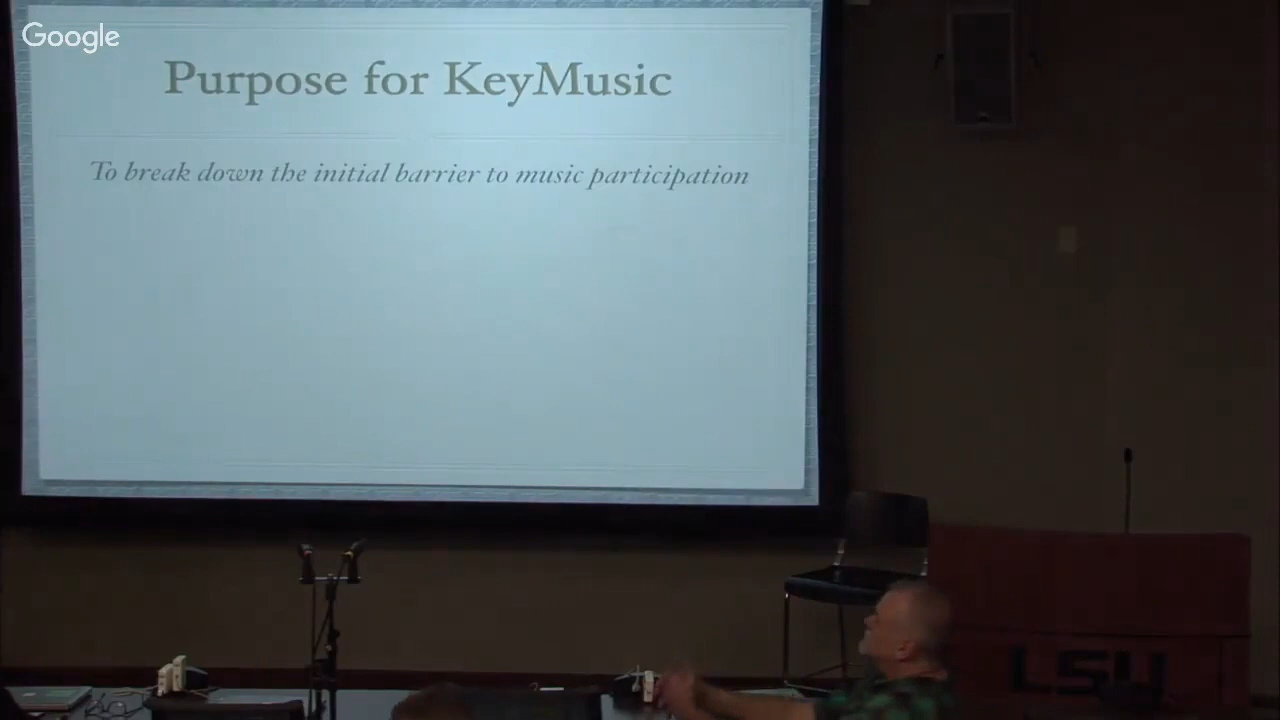 Google
Purpose for KeyMusic
To break down the initial barrier to music participation
LSU